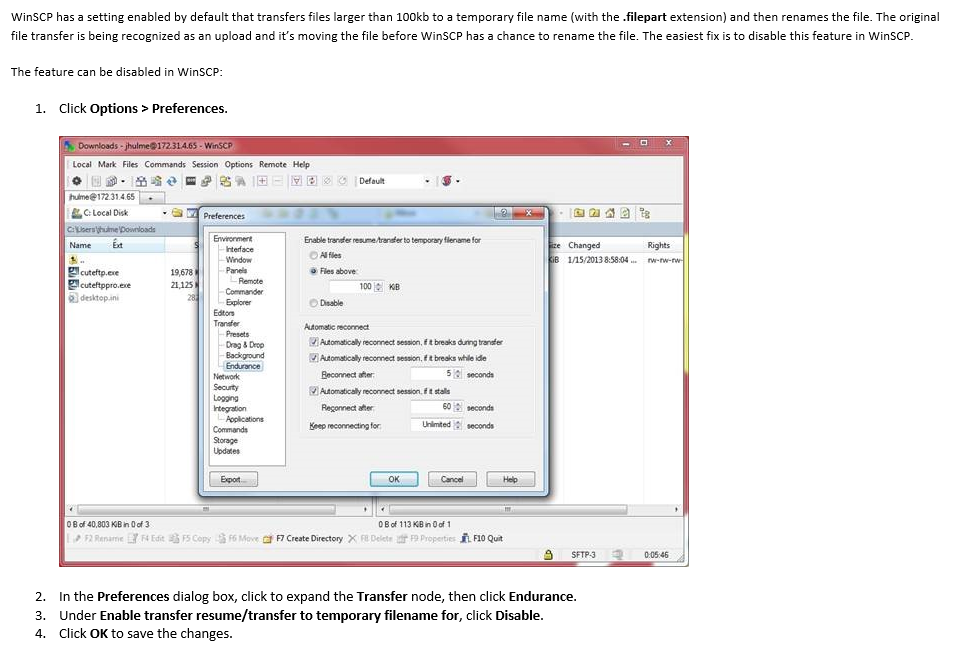 WinSCP has a setting enabled by default that transfers files larger than 100kb to a temporary file name (with the .filepart extension) and then renames the file. The original
file transfer is being recognized as an upload and it's moving the file before WinSCP has a chance to rename the file. The easiest fix is to disable this feature in WinSCP.
The feature can be disabled in WinSCP:
1. Click Options > Preferences.
Downloads - jhulme@172.31.4.65 - WinSCP
Local Mark Files Commands Session Options Remote Help
Default
hulme@172.31.4.65
C: Local Disk
C:\Users\jhulme\Downloads
Name Ext S
..
cuteftp.exe 19,678
cuteftppro.exe 21,125
desktop.ini 282
Preferences
Environment
Interface
Window
Panels
Remote
Commander
Explorer
Editors
Transfer
Presets
Drag & Drop
Background
Endurance
Network
Security
Logging
Integration
Applications
Commands
Storage
Updates
Enable transfer resume/transfer to temporary filename for
All files
Files above:
100 KiB
Disable
Automatic reconnect
Automatically reconnect session, if it breaks during transfer
Automatically reconnect session, if it breaks while idle
Reconnect after: 5 seconds
Automatically reconnect session, if it stalls
Reconnect after: 60 seconds
Keep reconnecting for: Unlimited seconds
Export... OK Cancel Help
ize Changed Rights
KiB 1/15/2013 8:58:04 ... rw-rw-rw-
0 B of 40,803 KiB in 0 of 3 0 B of 113 KiB in 0 of 1
F2 Rename F4 Edit F5 Copy F6 Move F7 Create Directory F8 Delete F9 Properties F10 Quit
SFTP-3 0:05:46
2. In the Preferences dialog box, click to expand the Transfer node, then click Endurance.
3. Under Enable transfer resume/transfer to temporary filename for, click Disable.
4. Click OK to save the changes.